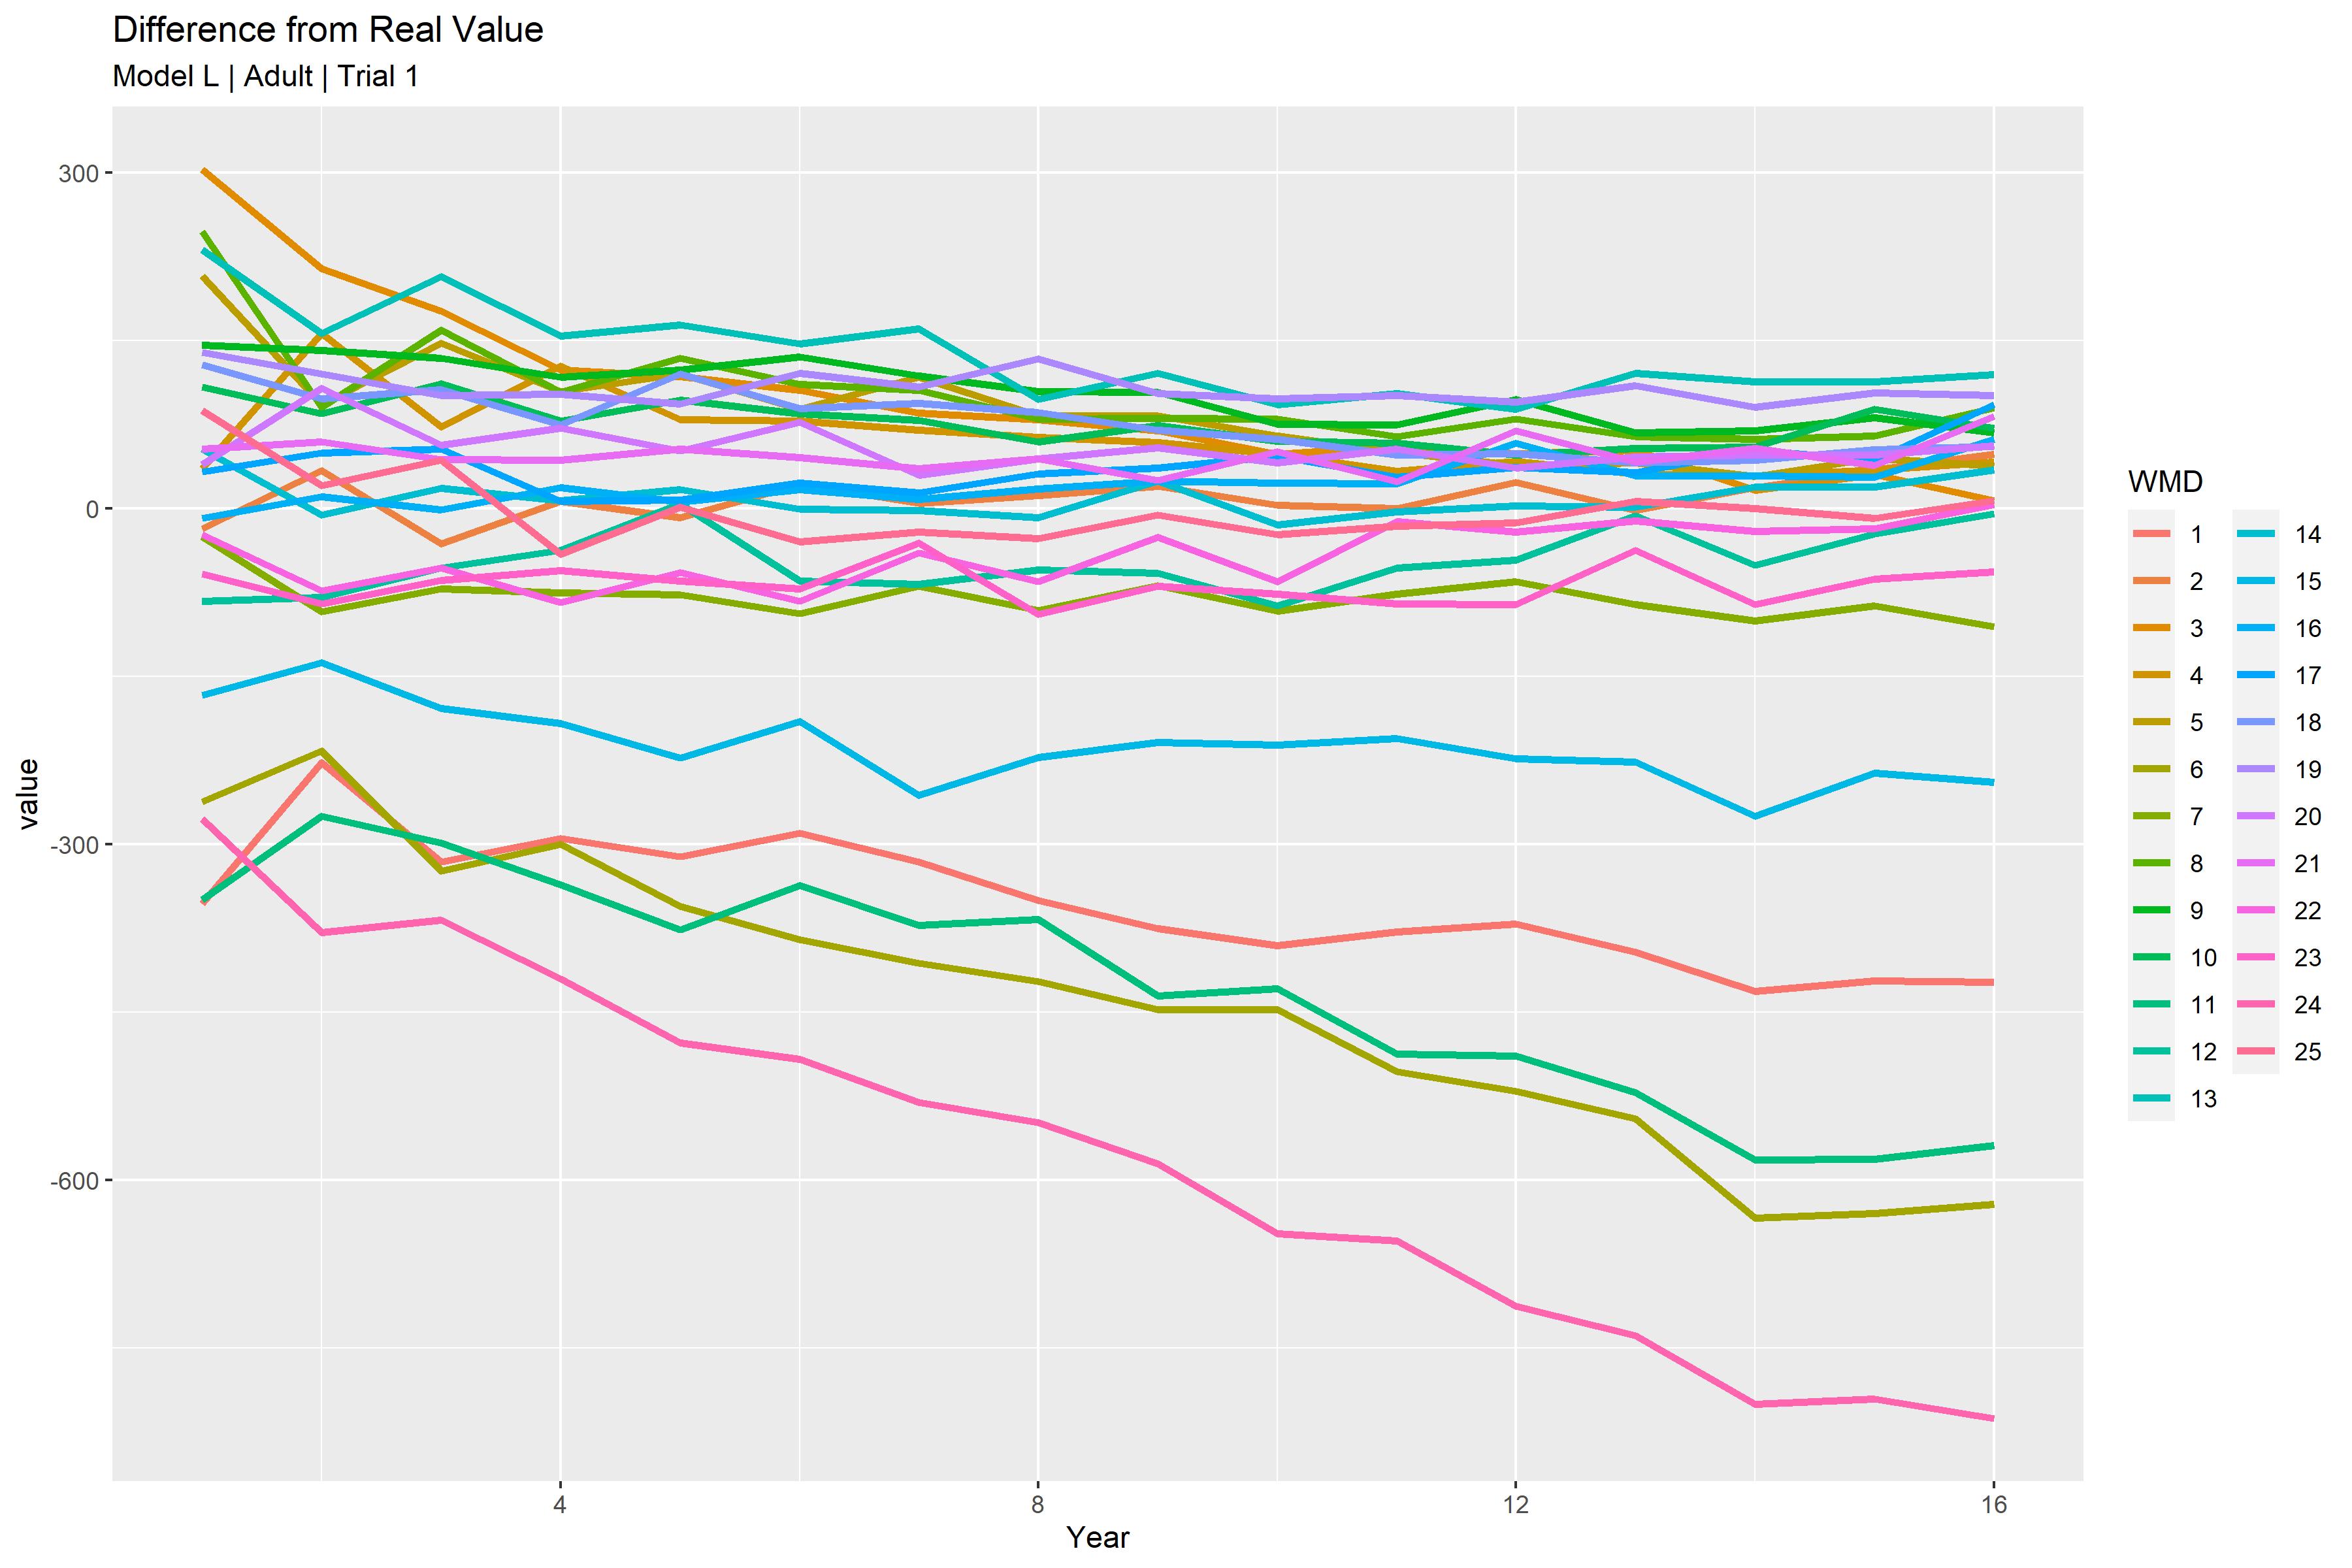 Difference from Real Value
Model L | Adult | Trial 1
300
0
-300
-600
value
4 8 12 16
Year
WMD
1 14
2 15
3 16
4 17
5 18
6 19
7 20
8 21
9 22
10 23
11 24
12 25
13